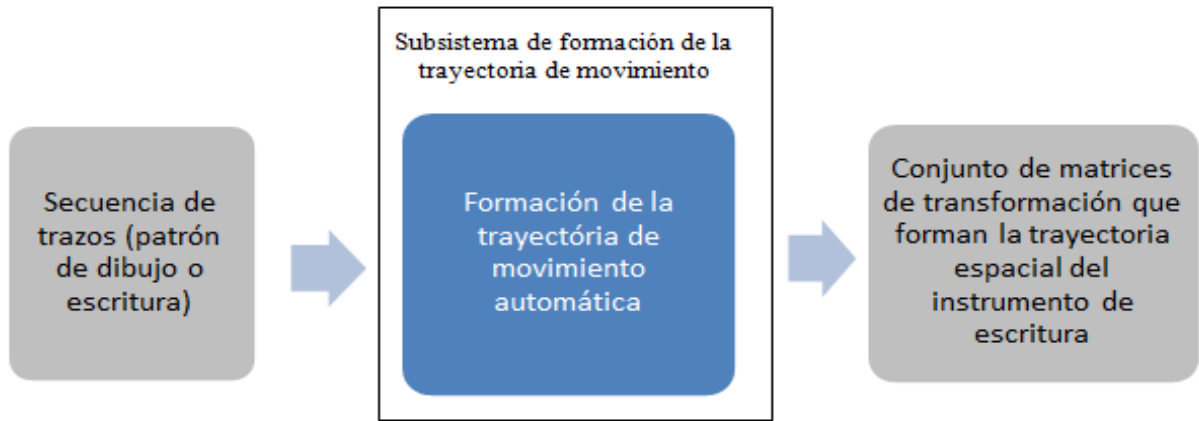 Subsistema de formación de la
trayectoria de movimiento
Secuencia de
trazos (patrón
de dibujo o
escritura)
Formación de la
trayectória de
movimiento
automática
Conjunto de matrices
de transformación que
forman la trayectoria
espacial del
instrumento de
escritura